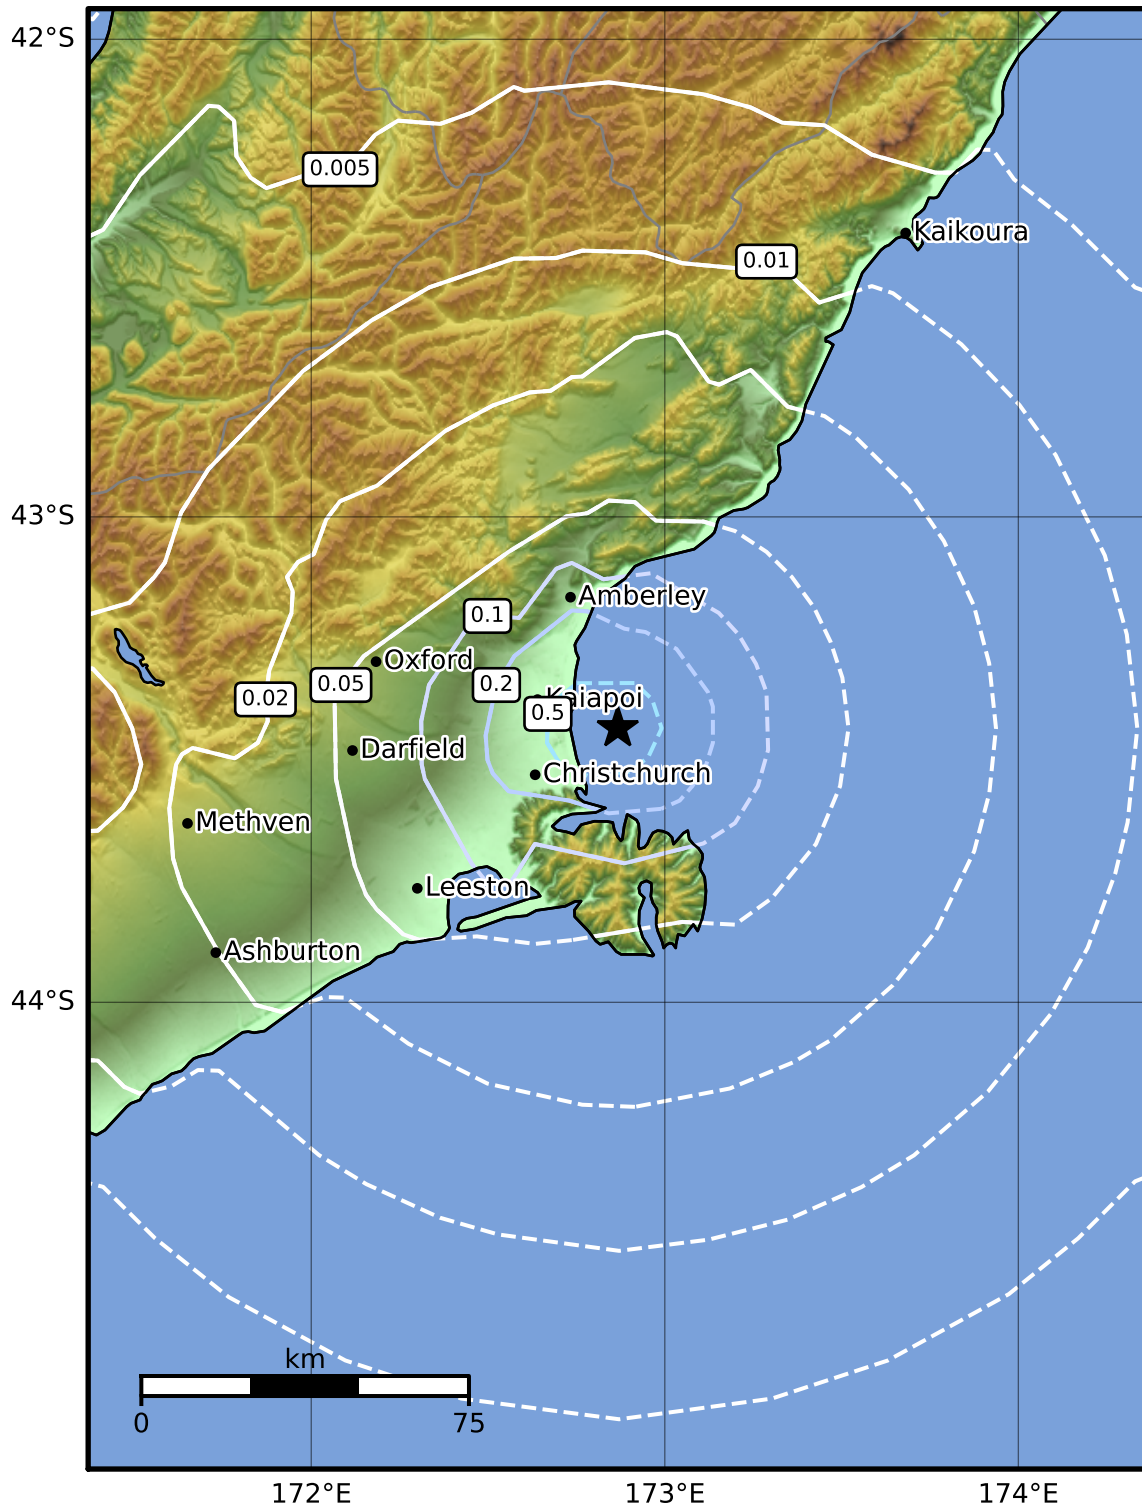 42°S
0.005
Kaikoura
0.01
43°S
Amberley
0.1
Oxford
0.02
0.05
0.2
Kaiapoi
0.5
Darfield
Christchurch
Methven
Leeston
Ashburton
44°S
km
0
75
172°E
173°E
174°E